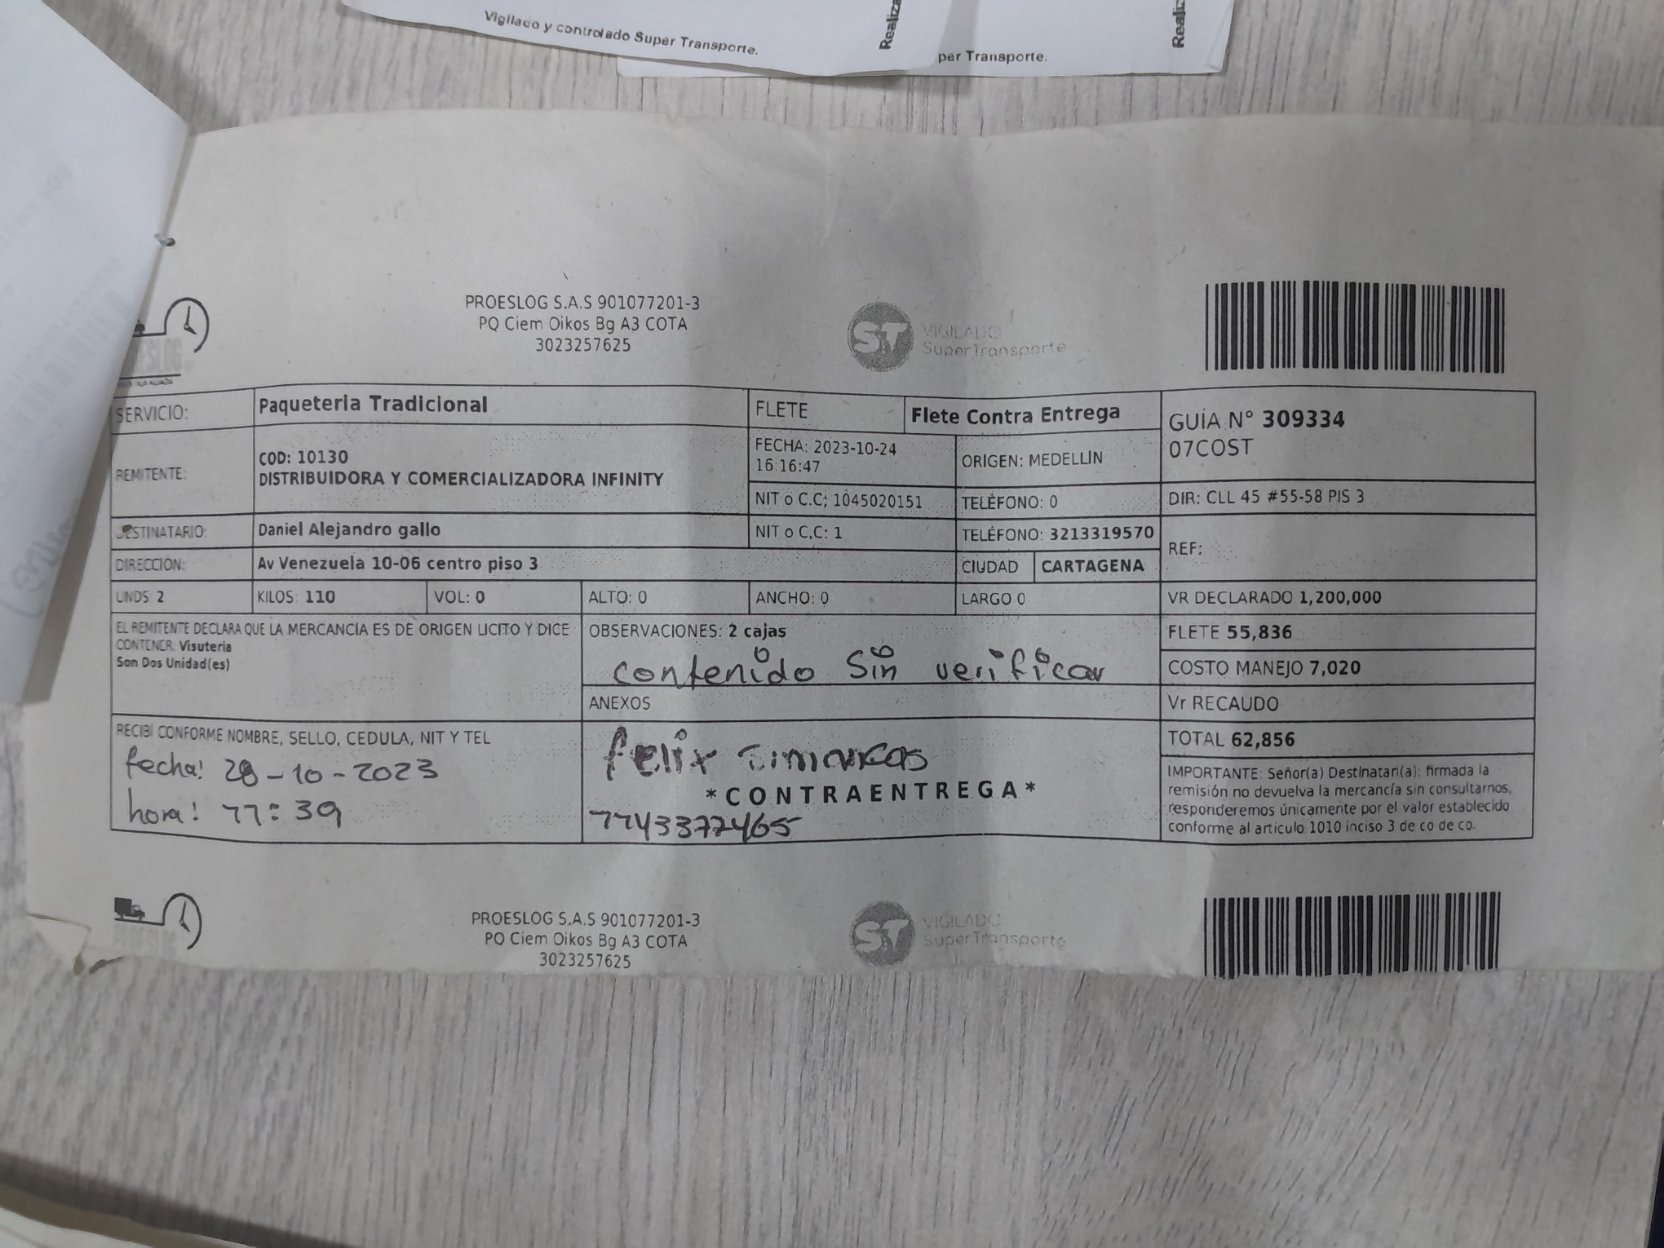 Vigilado y controlado Super Transporte.
Realiza
per Transporte.
Realiz
PROESLOG S.A.S 901077201-3
PQ Ciem Oikos Bg A3 COTA
3023257625
ST VIGILADO
SuperTransporte
SERVICIO: Paqueteria Tradicional FLETE Flete Contra Entrega GUÍA N° 309334
07COST
REMITENTE: COD: 10130
DISTRIBUIDORA Y COMERCIALIZADORA INFINITY
FECHA: 2023-10-24
16:16:47
ORIGEN: MEDELLIN
NIT o C.C; 1045020151 TELÉFONO: 0 DIR: CLL 45 #55-58 PIS 3
DESTINATARIO: Daniel Alejandro gallo NIT o C.C: 1 TELÉFONO: 3213319570 REF:
DIRECCIÓN: Av Venezuela 10-06 centro piso 3 CIUDAD CARTAGENA
UNDS 2 KILOS: 110 VOL: 0 ALTO: 0 ANCHO: 0 LARGO 0 VR DECLARADO 1,200,000
EL REMITENTE DECLARA QUE LA MERCANCIA ES DE ORIGEN LICITO Y DICE
CONTENER: Visuteria
Son Dos Unidad(es)
OBSERVACIONES: 2 cajas
contenido Sin verificar
FLETE 55,836
COSTO MANEJO 7,020
ANEXOS
Vr RECAUDO
RECIBI CONFORME NOMBRE, SELLO, CEDULA, NIT Y TEL
fecha: 28-10-2023
hora: 11:39
felix
*CONTRAENTREGA*
1143372465
TOTAL 62,856
IMPORTANTE: Señor(a) Destinatari(a): firmada la
remisión no devuelva la mercancía sin consultarnos,
responderemos únicamente por el valor establecido
conforme al articulo 1010 inciso 3 de co de co.
PROESLOG S.A.S 901077201-3
PQ Ciem Oikos Bg A3 COTA
3023257625
ST VIGILADO
SuperTransporte